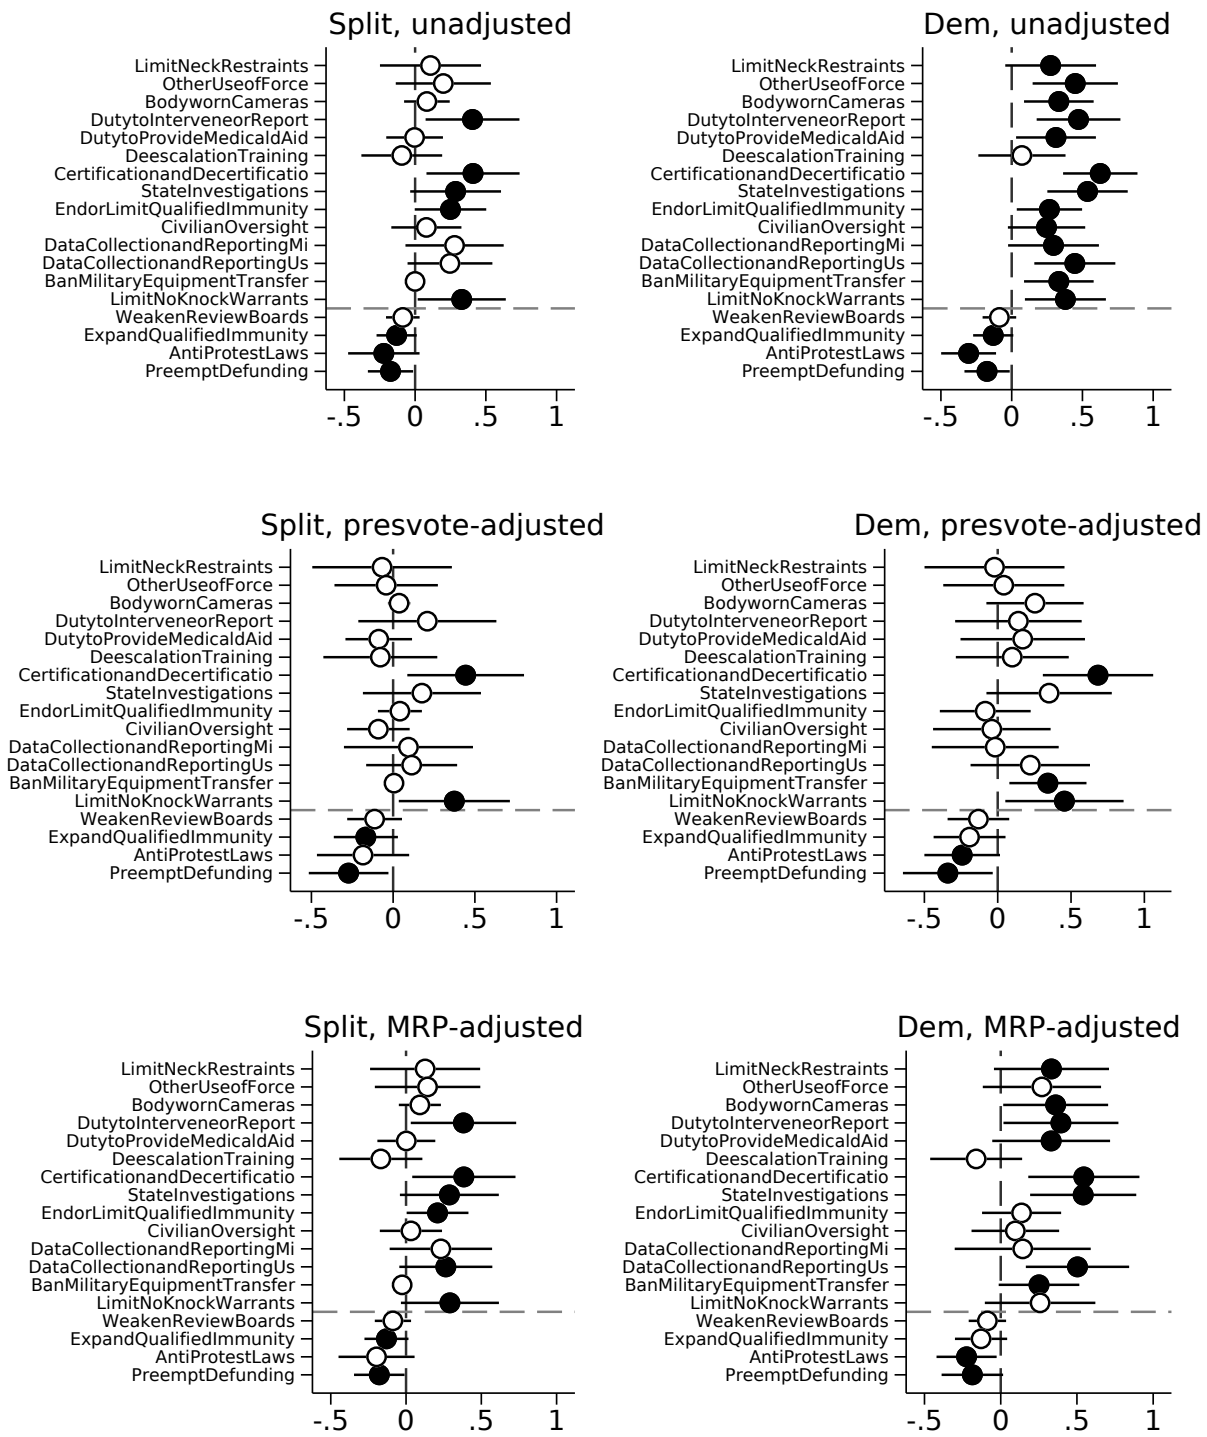 Split, unadjusted
LimitNeckRestraints
OtherUseofForce
BodywornCameras
DutytoInterveneorReport
DutytoProvideMedicalAid
DeescalationTraining
CertificationandDecertificatio
StateInvestigations
EndorLimitQualifiedImmunity
CivilianOversight
DataCollectionandReportingMi
DataCollectionandReportingUs
BanMilitaryEquipmentTransfer
LimitNoKnockWarrants
WeakenReviewBoards
ExpandQualifiedImmunity
AntiProtestLaws
PreemptDefunding
-.5 0 .5 1
Dem, unadjusted
LimitNeckRestraints
OtherUseofForce
BodywornCameras
DutytoInterveneorReport
DutytoProvideMedicalAid
DeescalationTraining
CertificationandDecertificatio
StateInvestigations
EndorLimitQualifiedImmunity
CivilianOversight
DataCollectionandReportingMi
DataCollectionandReportingUs
BanMilitaryEquipmentTransfer
LimitNoKnockWarrants
WeakenReviewBoards
ExpandQualifiedImmunity
AntiProtestLaws
PreemptDefunding
-.5 0 .5 1
Split, presvote-adjusted
LimitNeckRestraints
OtherUseofForce
BodywornCameras
DutytoInterveneorReport
DutytoProvideMedicalAid
DeescalationTraining
CertificationandDecertificatio
StateInvestigations
EndorLimitQualifiedImmunity
CivilianOversight
DataCollectionandReportingMi
DataCollectionandReportingUs
BanMilitaryEquipmentTransfer
LimitNoKnockWarrants
WeakenReviewBoards
ExpandQualifiedImmunity
AntiProtestLaws
PreemptDefunding
-.5 0 .5 1
Dem, presvote-adjusted
LimitNeckRestraints
OtherUseofForce
BodywornCameras
DutytoInterveneorReport
DutytoProvideMedicalAid
DeescalationTraining
CertificationandDecertificatio
StateInvestigations
EndorLimitQualifiedImmunity
CivilianOversight
DataCollectionandReportingMi
DataCollectionandReportingUs
BanMilitaryEquipmentTransfer
LimitNoKnockWarrants
WeakenReviewBoards
ExpandQualifiedImmunity
AntiProtestLaws
PreemptDefunding
-.5 0 .5 1
Split, MRP-adjusted
LimitNeckRestraints
OtherUseofForce
BodywornCameras
DutytoInterveneorReport
DutytoProvideMedicalAid
DeescalationTraining
CertificationandDecertificatio
StateInvestigations
EndorLimitQualifiedImmunity
CivilianOversight
DataCollectionandReportingMi
DataCollectionandReportingUs
BanMilitaryEquipmentTransfer
LimitNoKnockWarrants
WeakenReviewBoards
ExpandQualifiedImmunity
AntiProtestLaws
PreemptDefunding
-.5 0 .5 1
Dem, MRP-adjusted
LimitNeckRestraints
OtherUseofForce
BodywornCameras
DutytoInterveneorReport
DutytoProvideMedicalAid
DeescalationTraining
CertificationandDecertificatio
StateInvestigations
EndorLimitQualifiedImmunity
CivilianOversight
DataCollectionandReportingMi
DataCollectionandReportingUs
BanMilitaryEquipmentTransfer
LimitNoKnockWarrants
WeakenReviewBoards
ExpandQualifiedImmunity
AntiProtestLaws
PreemptDefunding
-.5 0 .5 1